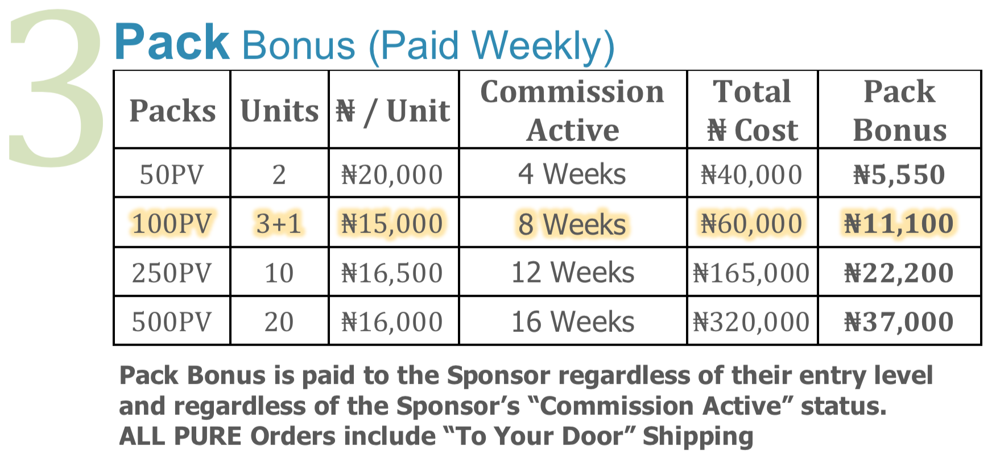 3
Pack Bonus (Paid Weekly)
Packs Units ₦ / Unit Commission Active Total ₦ Cost Pack Bonus
50PV 2 ₦20,000 4 Weeks ₦40,000 ₦5,550
100PV 3+1 ₦15,000 8 Weeks ₦60,000 ₦11,100
250PV 10 ₦16,500 12 Weeks ₦165,000 ₦22,200
500PV 20 ₦16,000 16 Weeks ₦320,000 ₦37,000
Pack Bonus is paid to the Sponsor regardless of their entry level
and regardless of the Sponsor’s “Commission Active” status.
ALL PURE Orders include “To Your Door” Shipping